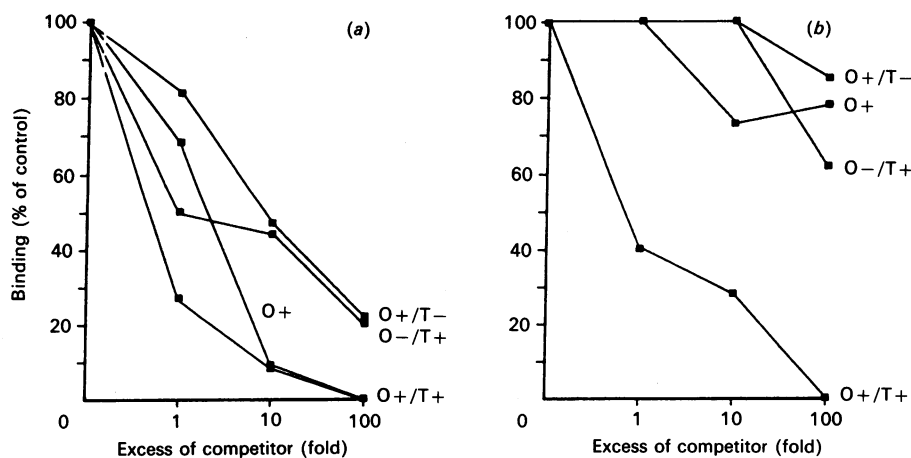 (a)
100
80
60
40
20
0
1
10
100
Binding (% of control)
Excess of competitor (fold)
O+
O+/T−
O−/T+
O+/T+
(b)
100
80
60
40
20
0
1
10
100
Excess of competitor (fold)
O+/T−
O+
O−/T+
O+/T+